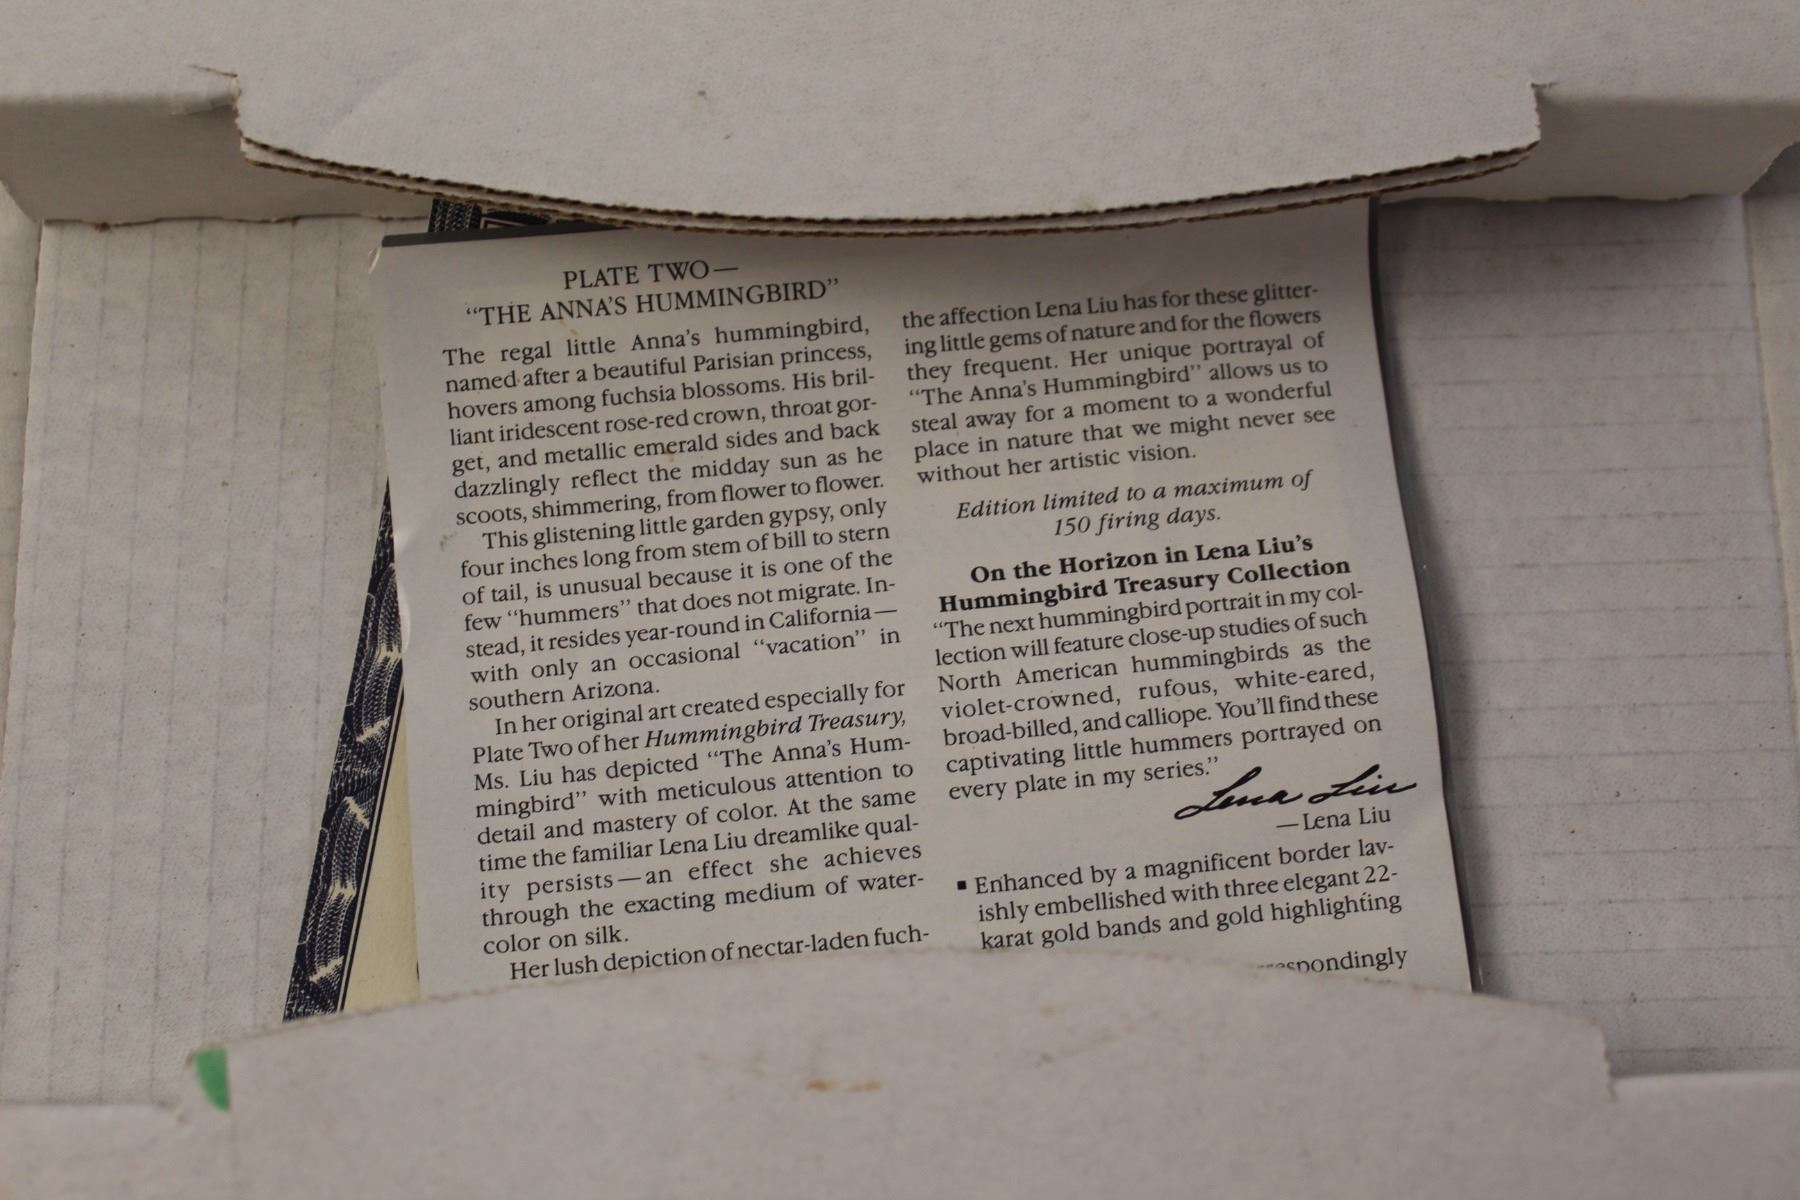 PLATE TWO—
“THE ANNA’S HUMMINGBIRD”
The regal little Anna’s hummingbird,
named after a beautiful Parisian princess,
hovers among fuchsia blossoms. His bril-
liant iridescent rose-red crown, throat gor-
get, and metallic emerald sides and back
dazzlingly reflect the midday sun as he
scoots, shimmering, from flower to flower.
This glistening little garden gypsy, only
four inches long from stem of bill to stern
of tail, is unusual because it is one of the
few “hummers” that does not migrate. In-
stead, it resides year-round in California—
with only an occasional “vacation” in
southern Arizona.
In her original art created especially for
Plate Two of her Hummingbird Treasury,
Ms. Liu has depicted “The Anna’s Hum-
mingbird” with meticulous attention to
detail and mastery of color. At the same
time the familiar Lena Liu dreamlike qual-
ity persists—an effect she achieves
through the exacting medium of water-
color on silk.
Her lush depiction of nectar-laden fuch-
the affection Lena Liu has for these glitter-
ing little gems of nature and for the flowers
they frequent. Her unique portrayal of
“The Anna’s Hummingbird” allows us to
steal away for a moment to a wonderful
place in nature that we might never see
without her artistic vision.
Edition limited to a maximum of
150 firing days.
On the Horizon in Lena Liu’s
Hummingbird Treasury Collection
“The next hummingbird portrait in my col-
lection will feature close-up studies of such
North American hummingbirds as the
violet-crowned, rufous, white-eared,
broad-billed, and calliope. You’ll find these
captivating little hummers portrayed on
every plate in my series.”
Lena Liu
—Lena Liu
▪ Enhanced by a magnificent border lav-
ishly embellished with three elegant 22-
karat gold bands and gold highlighting